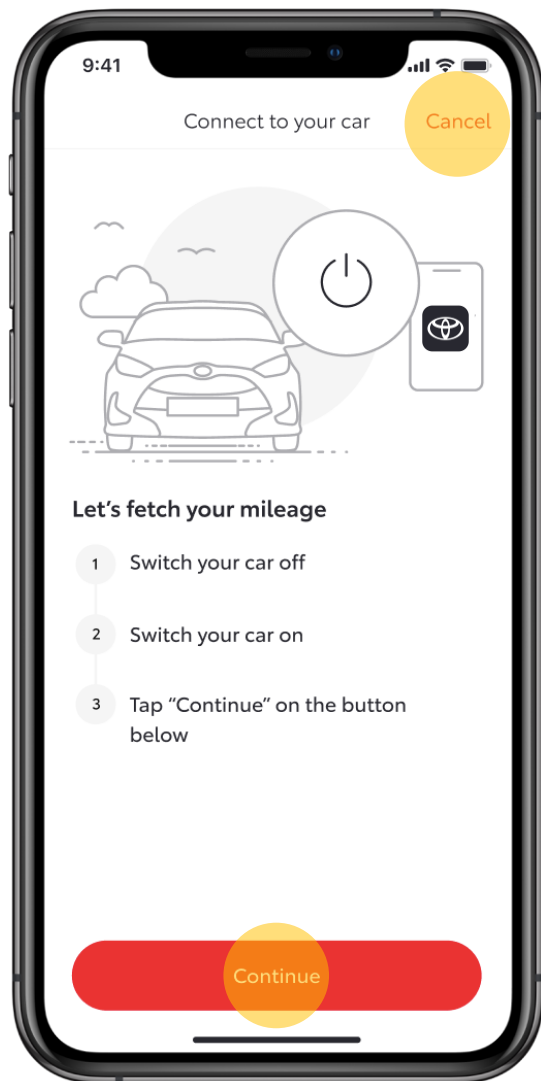 9:41
Connect to your car
Cancel
Let's fetch your mileage
1 Switch your car off
2 Switch your car on
3 Tap “Continue” on the button
below
Continue